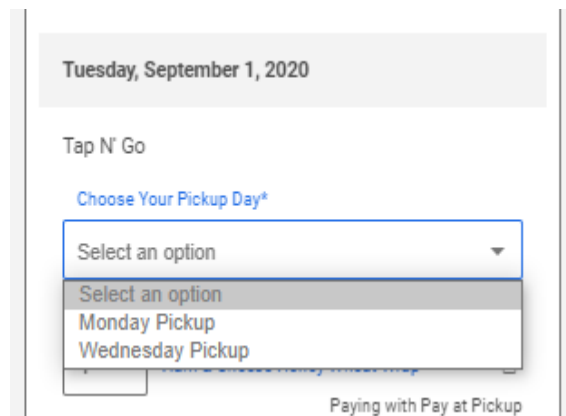 Tuesday, September 1, 2020
Tap N' Go
Choose Your Pickup Day*
Select an option
Select an option
Monday Pickup
Wednesday Pickup
Paying with Pay at Pickup